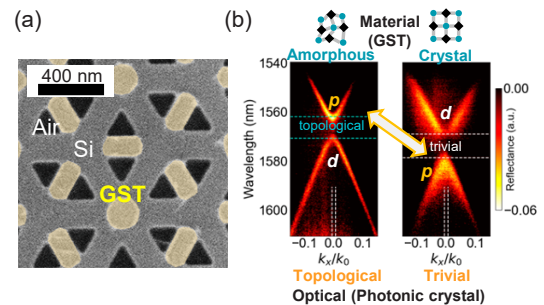 (a)
400 nm
Air
Si
GST
(b)
Material
(GST)
Amorphous
Crystal
1540
1560
1580
1600
Wavelength (nm)
p
topological
d
d
trivial
p
-0.1
0.0
0.1
kx/k0
-0.1
0.0
0.1
kx/k0
0.00
Reflectance (a.u.)
-0.06
Topological
Trivial
Optical (Photonic crystal)